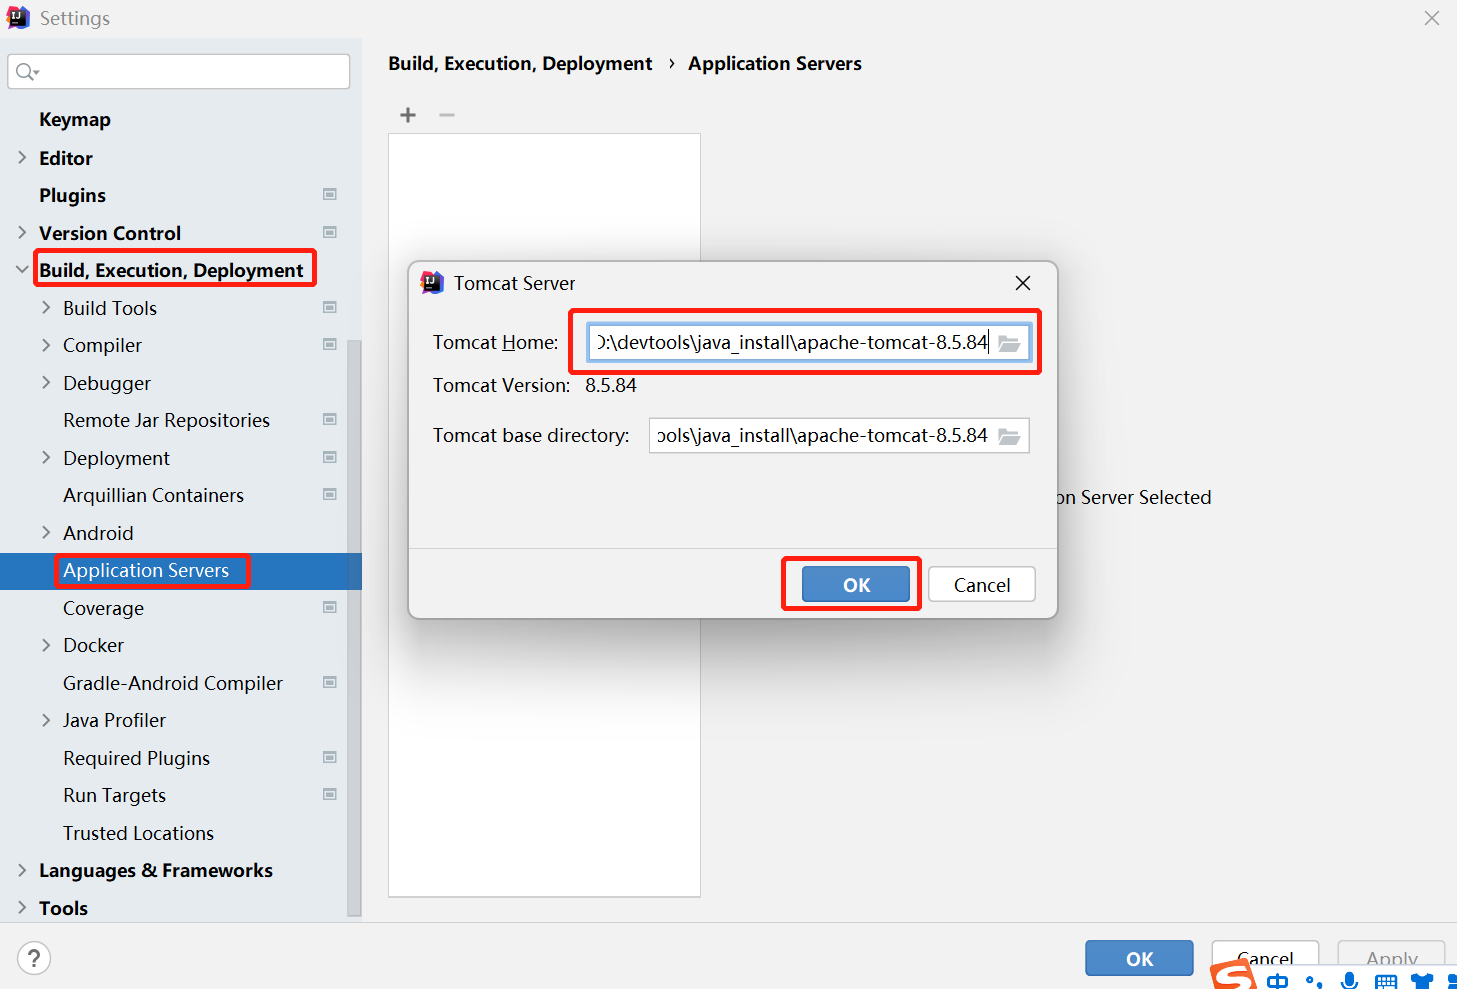 Settings
Build, Execution, Deployment › Application Servers
Keymap
Editor
Plugins
Version Control
Build, Execution, Deployment
Build Tools
Compiler
Debugger
Remote Jar Repositories
Deployment
Arquillian Containers
Android
Application Servers
Coverage
Docker
Gradle-Android Compiler
Java Profiler
Required Plugins
Run Targets
Trusted Locations
Languages & Frameworks
Tools
Tomcat Server
Tomcat Home: D:\devtools\java_install\apache-tomcat-8.5.84
Tomcat Version: 8.5.84
Tomcat base directory: ools\java_install\apache-tomcat-8.5.84
on Server Selected
OK Cancel
? OK Cancel Apply
中